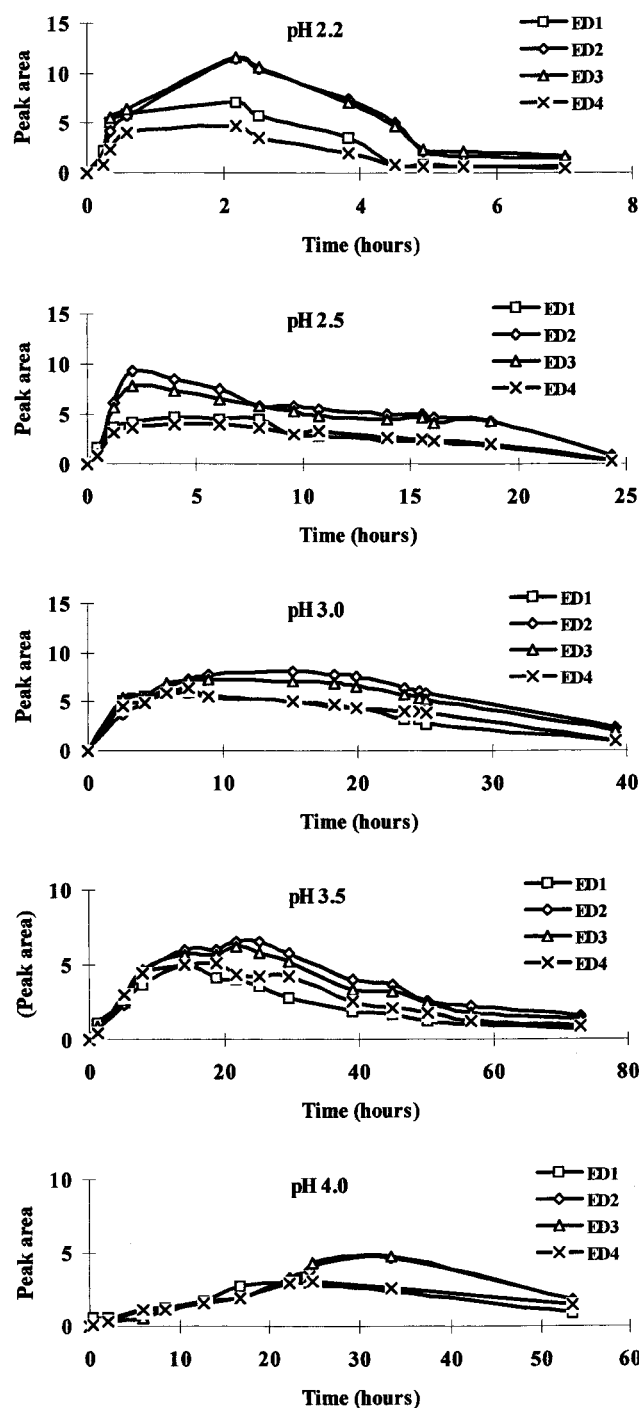 pH 2.2
ED1
ED2
ED3
ED4
Peak area
15
10
5
0
0 2 4 6 8
Time (hours)
pH 2.5
ED1
ED2
ED3
ED4
Peak area
15
10
5
0
0 5 10 15 20 25
Time (hours)
pH 3.0
ED1
ED2
ED3
ED4
Peak area
15
10
5
0
0 10 20 30 40
Time (hours)
pH 3.5
ED1
ED2
ED3
ED4
(Peak area)
10
5
0
0 20 40 60 80
Time (hours)
pH 4.0
ED1
ED2
ED3
ED4
Peak area
10
5
0
0 10 20 30 40 50 60
Time (hours)